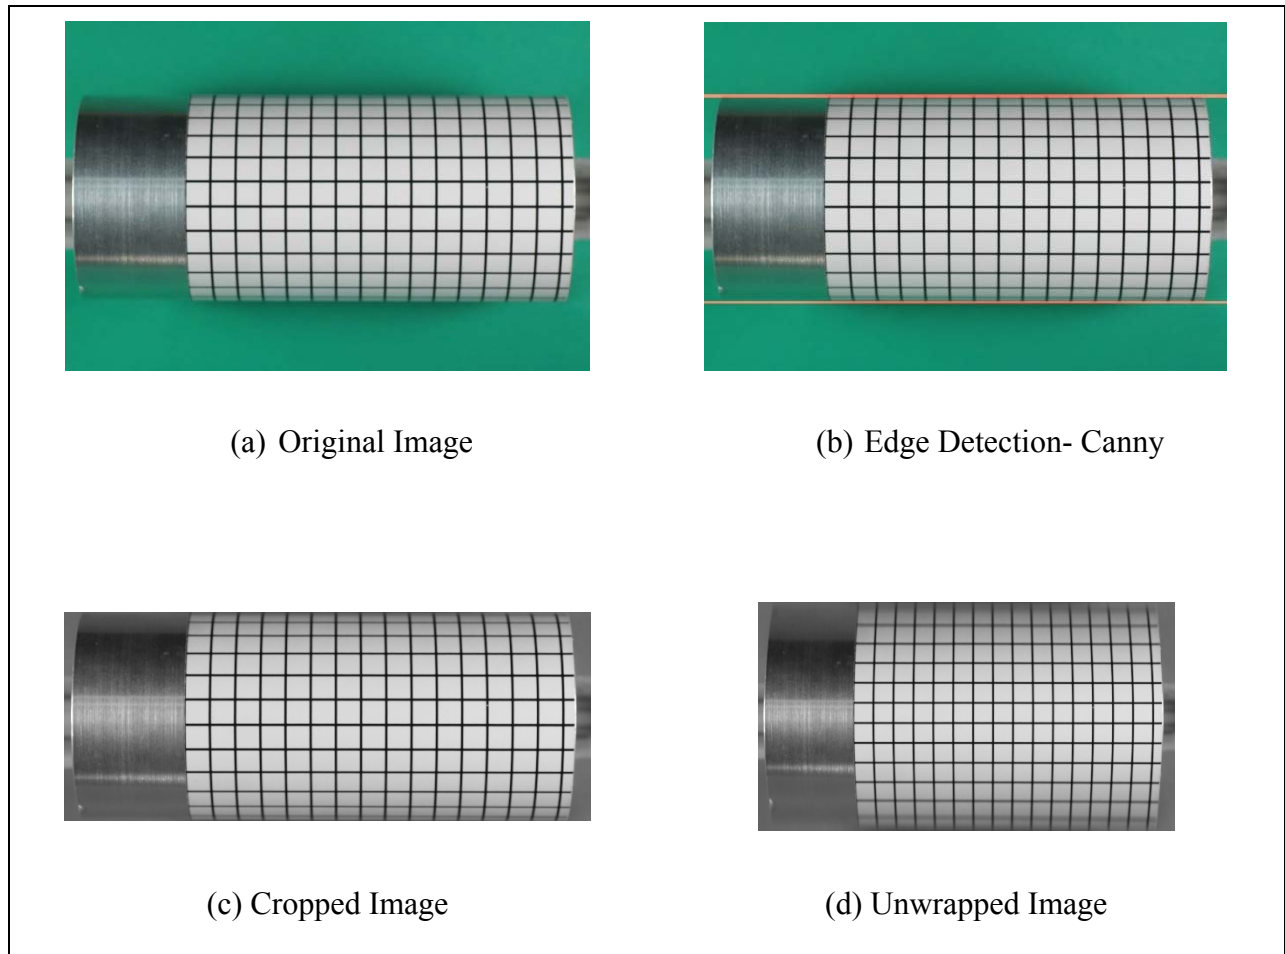 (a) Original Image
(b) Edge Detection- Canny
(c) Cropped Image
(d) Unwrapped Image